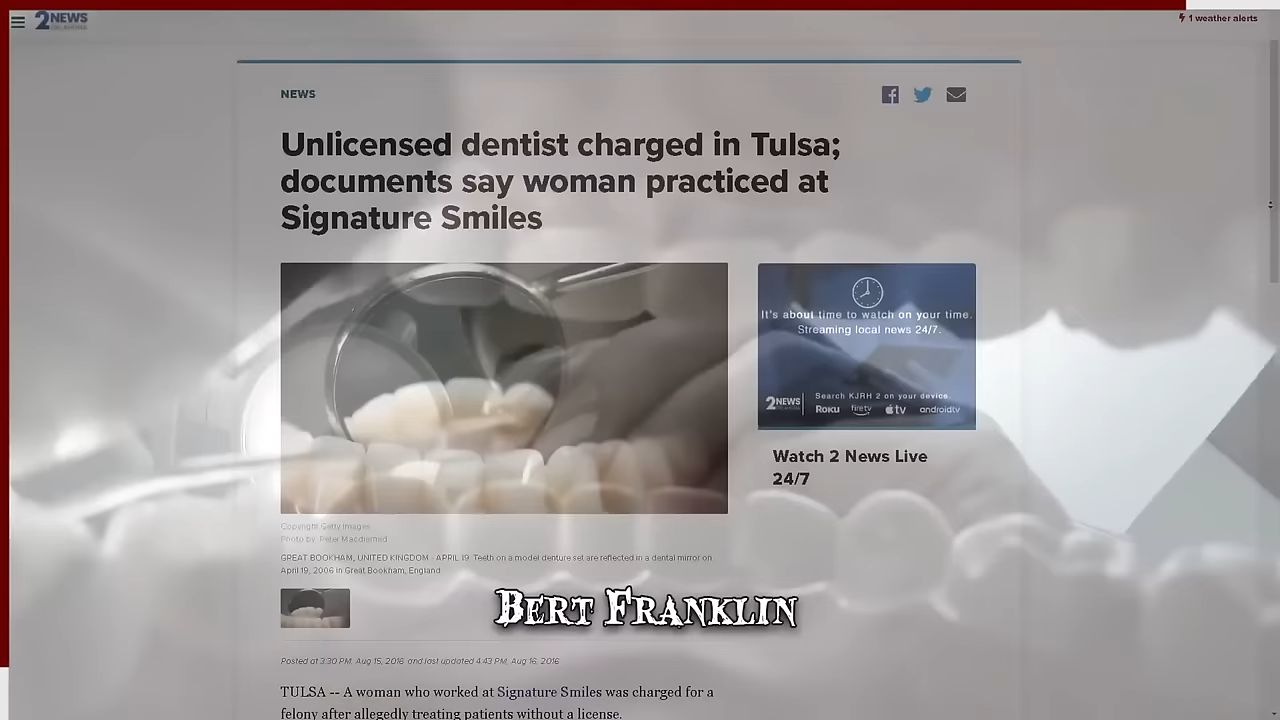 2NEWS
OKLAHOMA
1 weather alerts
NEWS
Unlicensed dentist charged in Tulsa;
documents say woman practiced at
Signature Smiles
It's about time to watch on your time.
Streaming local news 24/7.
2NEWS
Search KJRH 2 on your device.
Roku firetv tv androidtv
Watch 2 News Live
24/7
Copyright Getty Images
Photo by: Peter Macdiarmid
GREAT BOOKHAM, UNITED KINGDOM - APRIL 19: Teeth on a model denture set are reflected in a dental mirror on
April 19, 2006 in Great Bookham, England
BERT FRANKLIN
Posted at 3:30 PM, Aug 15, 2016 and last updated 4:43 PM, Aug 16, 2016
TULSA -- A woman who worked at Signature Smiles was charged for a
felony after allegedly treating patients without a license.